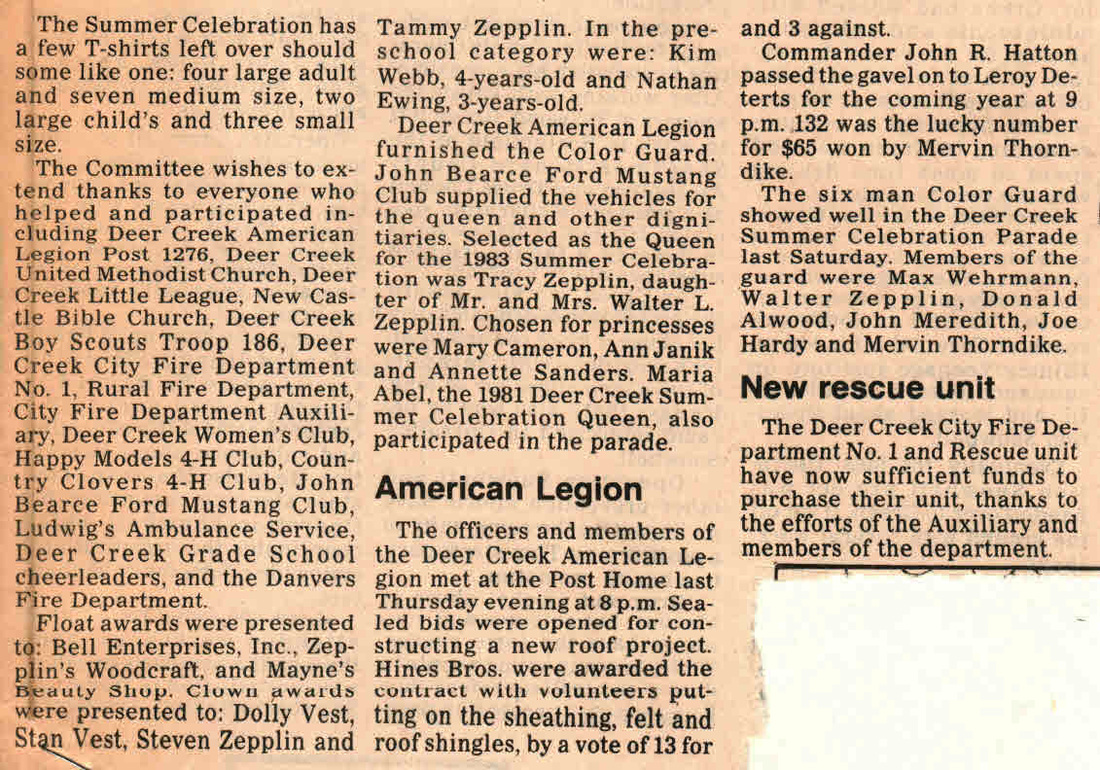 The Summer Celebration has
a few T-shirts left over should
some like one: four large adult
and seven medium size, two
large child's and three small
size.
The Committee wishes to ex-
tend thanks to everyone who
helped and participated in-
cluding Deer Creek American
Legion Post 1276, Deer Creek
United Methodist Church, Deer
Creek Little League, New Cas-
tle Bible Church, Deer Creek
Boy Scouts Troop 186, Deer
Creek City Fire Department
No. 1, Rural Fire Department,
City Fire Department Auxili-
ary, Deer Creek Women's Club,
Happy Models 4-H Club, Coun-
try Clovers 4-H Club, John
Bearce Ford Mustang Club,
Ludwig's Ambulance Service,
Deer Creek Grade School
cheerleaders, and the Danvers
Fire Department.
Float awards were presented
to: Bell Enterprises, Inc., Zep-
plin's Woodcraft, and Mayne's
Beauty Shop. Clown awards
were presented to: Dolly Vest,
Stan Vest, Steven Zepplin and
Tammy Zepplin. In the pre-
school category were: Kim
Webb, 4-years-old and Nathan
Ewing, 3-years-old.
Deer Creek American Legion
furnished the Color Guard.
John Bearce Ford Mustang
Club supplied the vehicles for
the queen and other digni-
tiaries. Selected as the Queen
for the 1983 Summer Celebra-
tion was Tracy Zepplin, daugh-
ter of Mr. and Mrs. Walter L.
Zepplin. Chosen for princesses
were Mary Cameron, Ann Janik
and Annette Sanders. Maria
Abel, the 1981 Deer Creek Sum-
mer Celebration Queen, also
participated in the parade.
American Legion
The officers and members of
the Deer Creek American Le-
gion met at the Post Home last
Thursday evening at 8 p.m. Sea-
led bids were opened for con-
structing a new roof project.
Hines Bros. were awarded the
contract with volunteers put-
ting on the sheathing, felt and
roof shingles, by a vote of 13 for
and 3 against.
Commander John R. Hatton
passed the gavel on to Leroy De-
terts for the coming year at 9
p.m. 132 was the lucky number
for $65 won by Mervin Thorn-
dike.
The six man Color Guard
showed well in the Deer Creek
Summer Celebration Parade
last Saturday. Members of the
guard were Max Wehrmann,
Walter Zepplin, Donald
Alwood, John Meredith, Joe
Hardy and Mervin Thorndike.
New rescue unit
The Deer Creek City Fire De-
partment No. 1 and Rescue unit
have now sufficient funds to
purchase their unit, thanks to
the efforts of the Auxiliary and
members of the department.